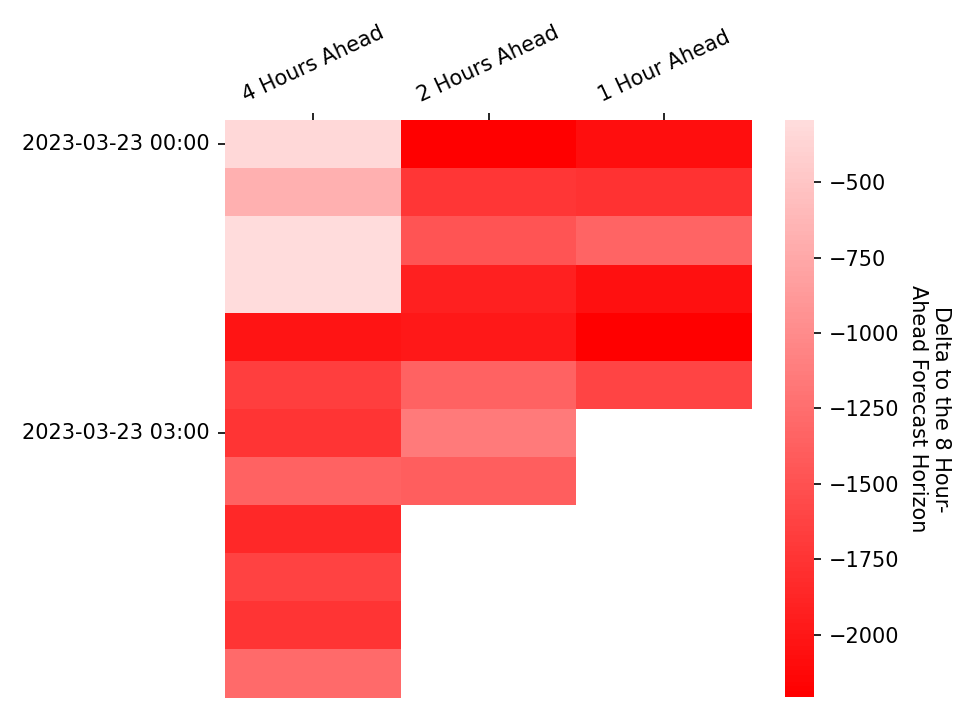 4 Hours Ahead
2 Hours Ahead
1 Hour Ahead
2023-03-23 00:00
2023-03-23 03:00
−500
−750
−1000
−1250
−1500
−1750
−2000
Delta to the 8 Hour-
Ahead Forecast Horizon